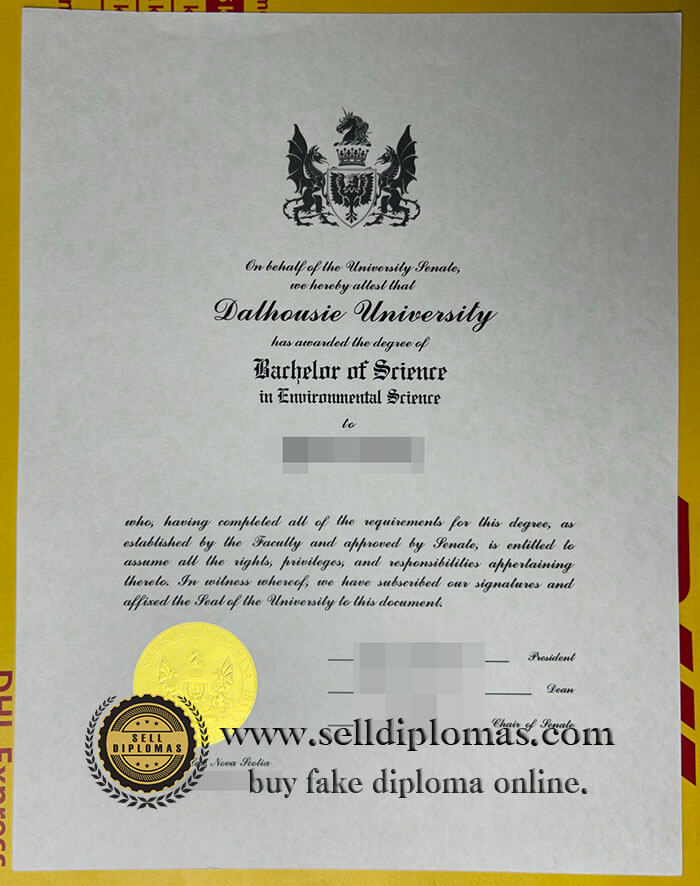 On behalf of the University Senate,
we hereby attest that
Dalhousie University
has awarded the degree of
Bachelor of Science
in Environmental Science
to
who, having completed all of the requirements for this degree, as
established by the Faculty and approved by Senate, is entitled to
assume all the rights, privileges, and responsibilities appertaining
thereto. In witness whereof, we have subscribed our signatures and
affixed the Seal of the University to this document.
President
Dean
Chair of Senate
SELL
DIPLOMAS
www.selldiplomas.com
Nova Scotia
buy fake diploma online.
DHL Express